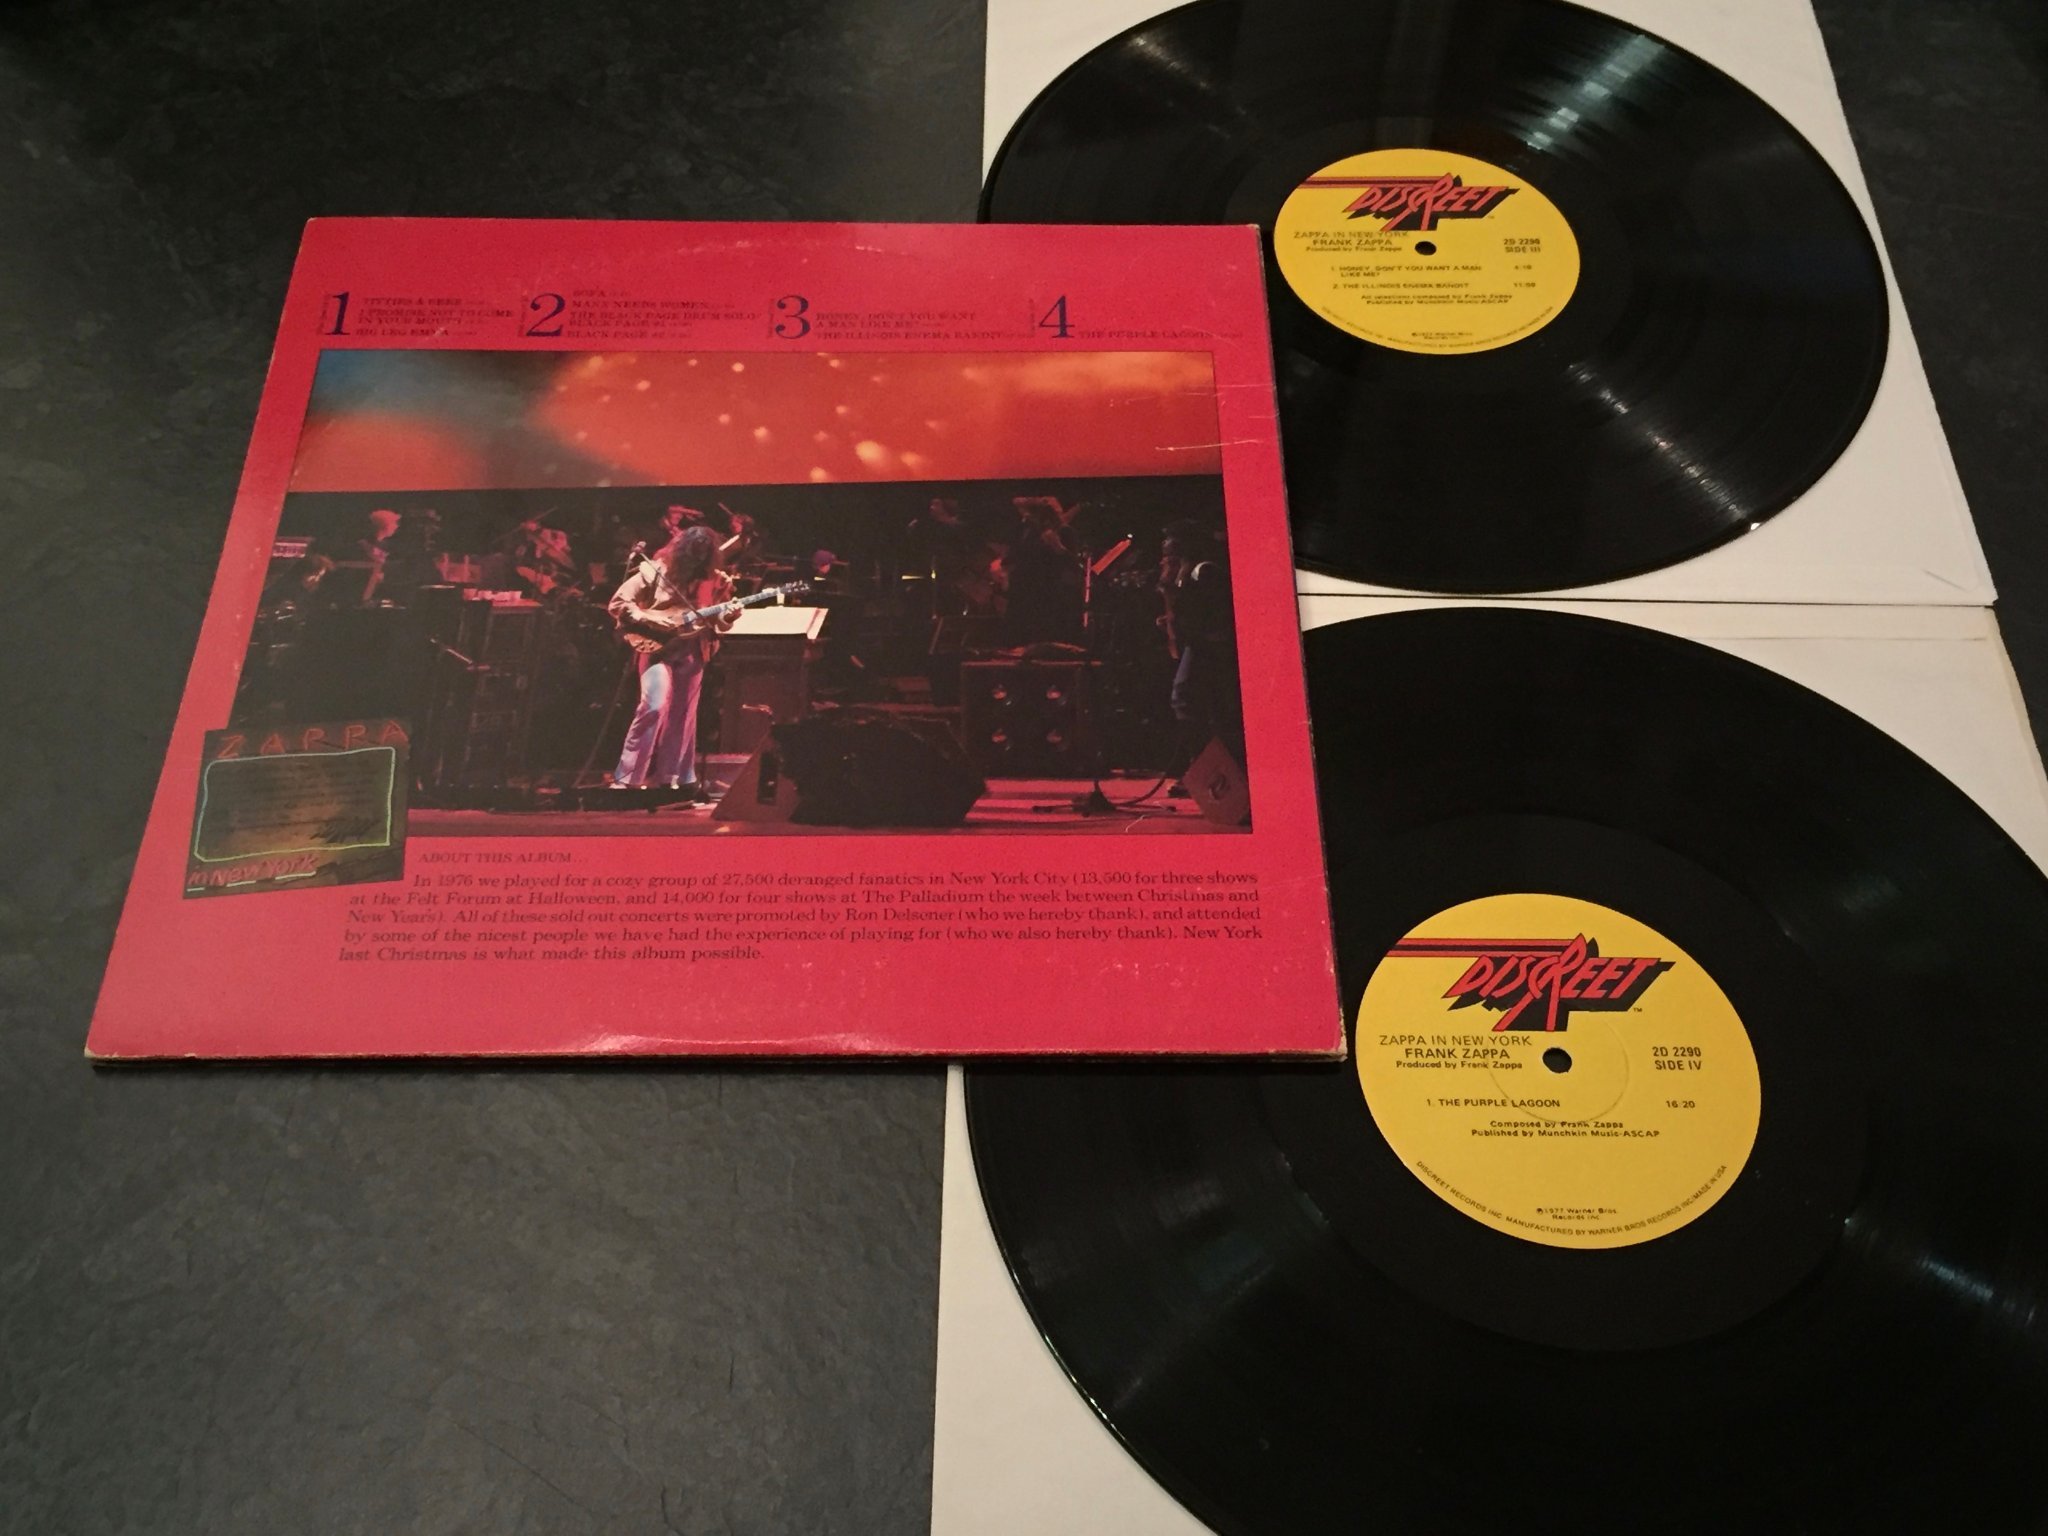 1
TITTIES & BEER
I PROMISE NOT TO COME
IN YOUR MOUTH
BIG LEG EMMA
2
SOFA
MANX NEEDS WOMEN
THE BLACK PAGE DRUM SOLO/
BLACK PAGE #1
BLACK PAGE #2
3
HONEY, DON'T YOU WANT
A MAN LIKE ME?
THE ILLINOIS ENEMA BANDIT
4
THE PURPLE LAGOON
ZAPPA
in New York
ABOUT THIS ALBUM...
In 1976 we played for a cozy group of 27,500 deranged fanatics in New York City (13,500 for three shows
at the Felt Forum at Halloween, and 14,000 for four shows at The Palladium the week between Christmas and
New Year's). All of these sold out concerts were promoted by Ron Delsener (who we hereby thank), and attended
by some of the nicest people we have had the experience of playing for (who we also hereby thank). New York
last Christmas is what made this album possible.
DISCREET
ZAPPA IN NEW YORK
FRANK ZAPPA
Produced by Frank Zappa
2D 2290
SIDE III
1. HONEY, DON'T YOU WANT A MAN
LIKE ME? 4:18
2. THE ILLINOIS ENEMA BANDIT
All selections composed by Frank Zappa
Published by Munchkin Music-ASCAP
DISCREET
TM
ZAPPA IN NEW YORK
FRANK ZAPPA
Produced by Frank Zappa
2D 2290
SIDE IV
1. THE PURPLE LAGOON 16:20
Composed by Frank Zappa
Published by Munchkin Music-ASCAP
℗1977 Warner Bros.
Records Inc.
DISCREET RECORDS INC. MANUFACTURED BY WARNER BROS RECORDS INC/MADE IN USA